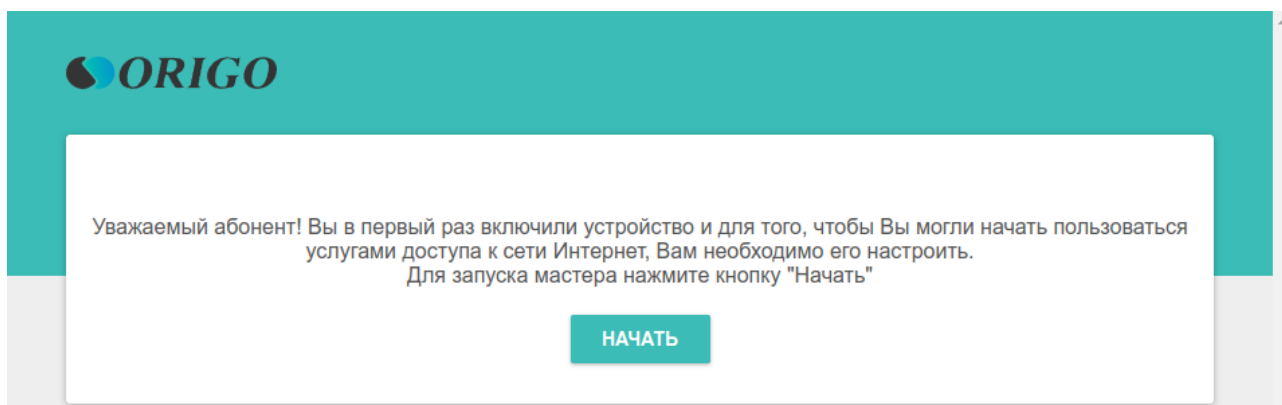 ORIGO
Уважаемый абонент! Вы в первый раз включили устройство и для того, чтобы Вы могли начать пользоваться
услугами доступа к сети Интернет, Вам необходимо его настроить.
Для запуска мастера нажмите кнопку "Начать"
НАЧАТЬ